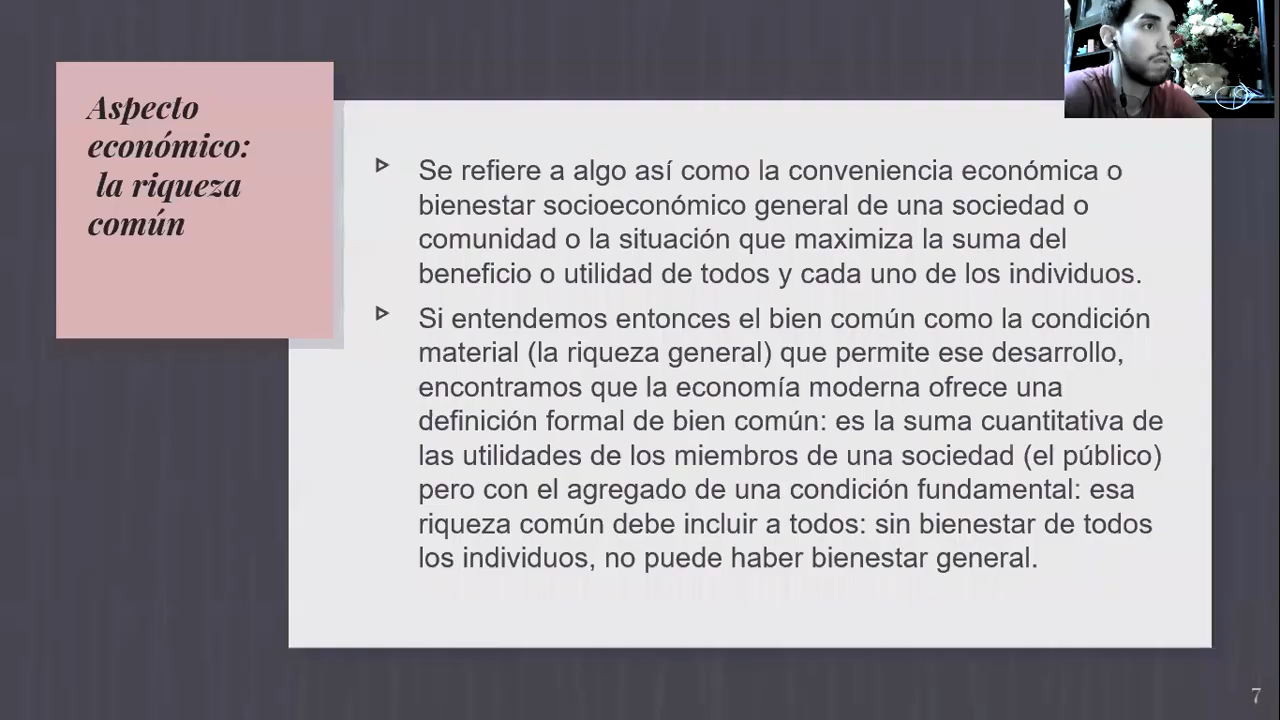 Aspecto
económico:
la riqueza
común
Se refiere a algo así como la conveniencia económica o
bienestar socioeconómico general de una sociedad o
comunidad o la situación que maximiza la suma del
beneficio o utilidad de todos y cada uno de los individuos.
Si entendemos entonces el bien común como la condición
material (la riqueza general) que permite ese desarrollo,
encontramos que la economía moderna ofrece una
definición formal de bien común: es la suma cuantitativa de
las utilidades de los miembros de una sociedad (el público)
pero con el agregado de una condición fundamental: esa
riqueza común debe incluir a todos: sin bienestar de todos
los individuos, no puede haber bienestar general.
7